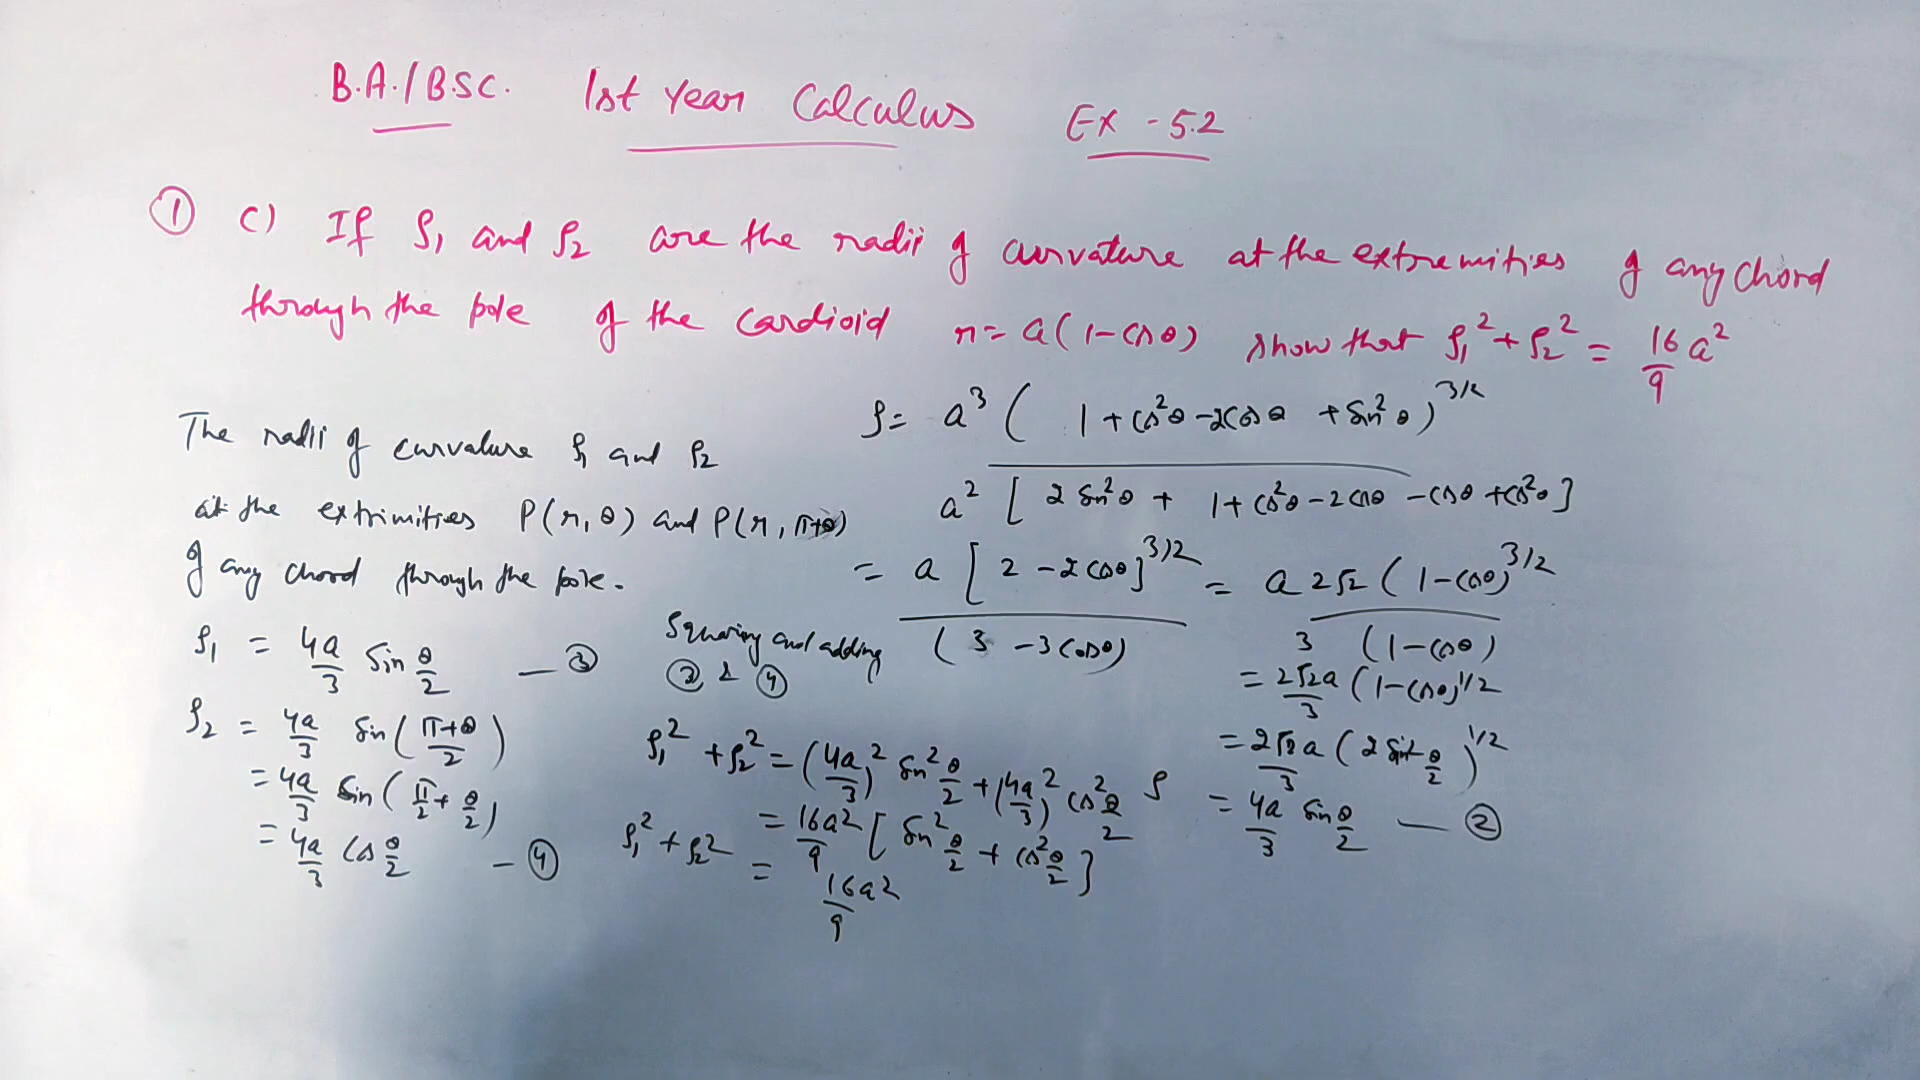 B.A./B.SC. 1st Year Calculus Ex - 5.2
① c) If ρ₁ and ρ₂ are the radii of curvature at the extremities of any chord
through the pole of the cardioid r = a(1-cosθ) show that ρ₁² + ρ₂² = 16/9 a²
The radii of curvature ρ₁ and ρ₂
at the extrimities P(r, θ) and P(r, π+θ)
of any chord through the pole.
ρ₁ = 4a/3 Sin θ/2 — ③
ρ₂ = 4a/3 Sin(π+θ/2)
= 4a/3 Sin(π/2 + θ/2)
= 4a/3 Cos θ/2 — ④
Squaring and adding
③ & ④
ρ₁² + ρ₂² = (4a/3)² Sin² θ/2 + (4a/3)² cos² θ/2
= 16a²/9 [Sin² θ/2 + cos² θ/2]
ρ₁² + ρ₂² = 16a²/9
ρ = a³ (1 + cos²θ - 2cosθ + Sin²θ)^3/2
a² [2 Sin²θ + 1 + cos²θ - 2cosθ - cosθ + cos²θ]
= a [2 - 2cosθ]^3/2 = a 2√2 (1-cosθ)^3/2
(3 - 3cosθ) 3 (1-cosθ)
= 2√2a/3 (1-cosθ)^1/2
= 2√2a/3 (2 Sin² θ/2)^1/2
ρ = 4a/3 Sin θ/2 — ②